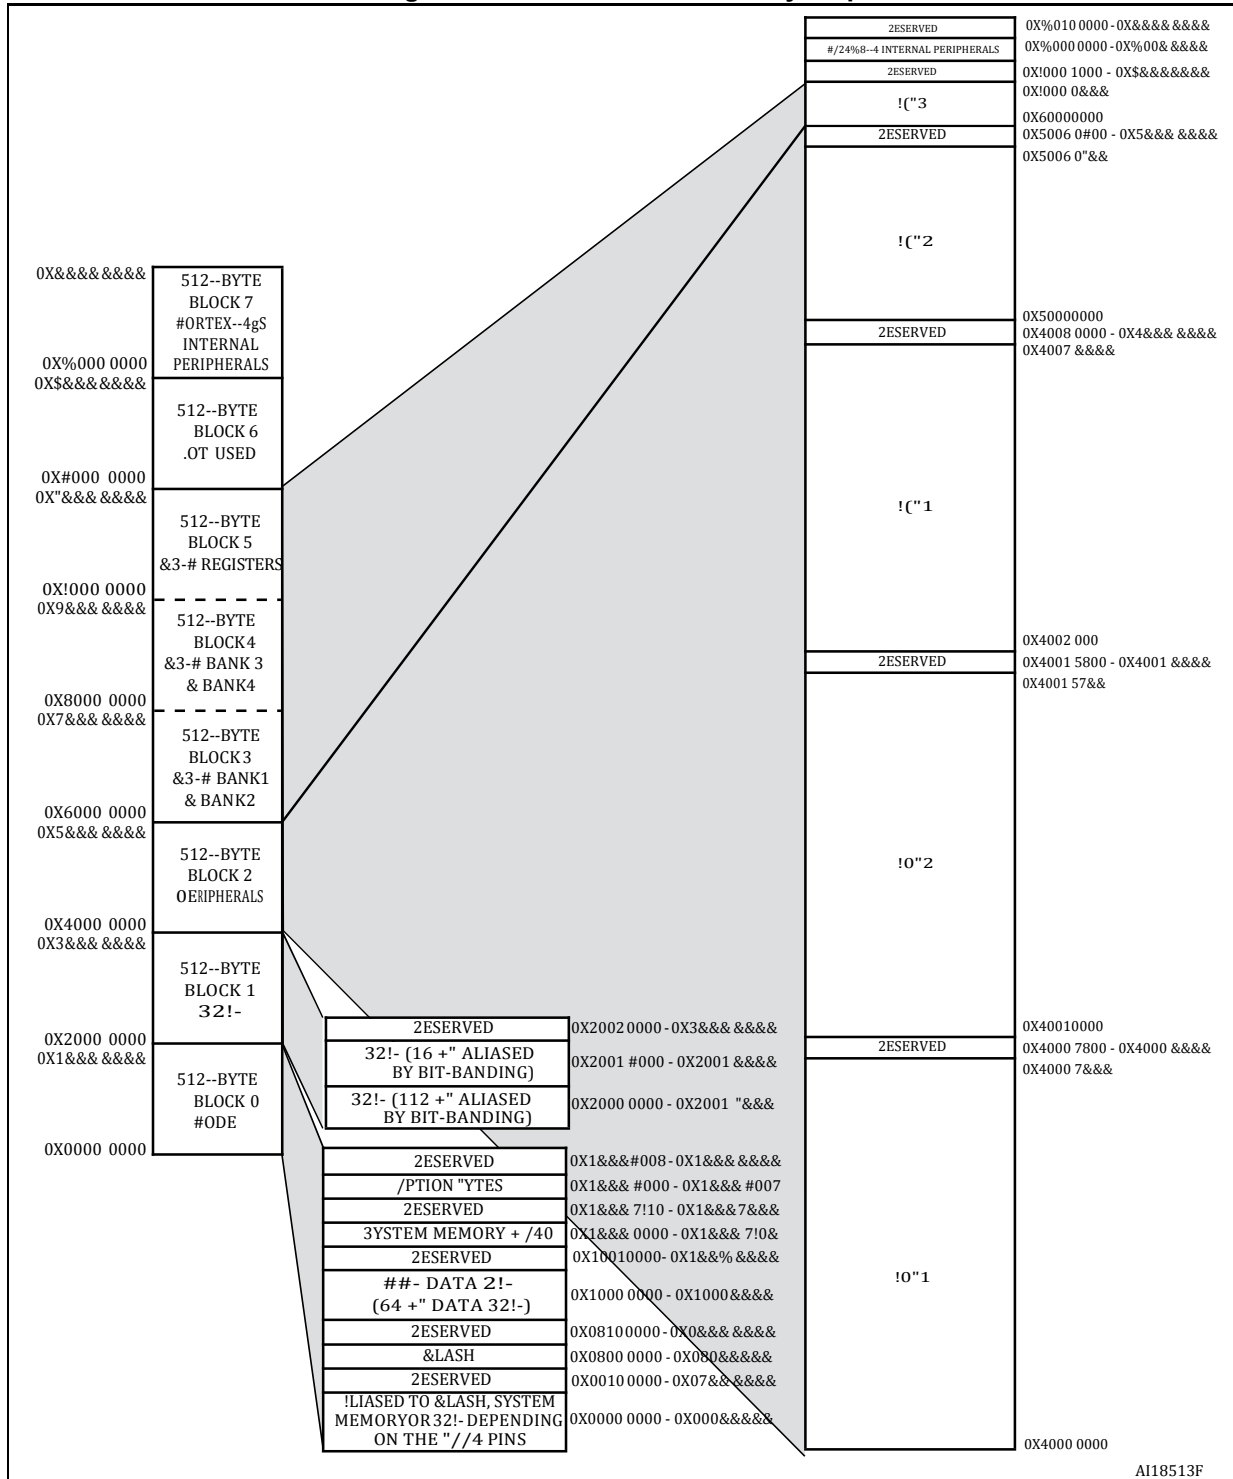 2ESERVED
0X%010 0000 - 0X&&&& &&&&
#/24%8--4 INTERNAL PERIPHERALS
0X%000 0000 - 0X%00& &&&&
2ESERVED
0X!000 1000 - 0X$&&&&&&&
0X!000 0&&&
!("3
0X60000000
2ESERVED
0X5006 0#00 - 0X5&&& &&&&
0X5006 0"&&
!("2
0X50000000
2ESERVED
0X4008 0000 - 0X4&&& &&&&
0X4007 &&&&
!("1
0X4002 000
2ESERVED
0X4001 5800 - 0X4001 &&&&
0X4001 57&&
!0"2
0X40010000
2ESERVED
0X4000 7800 - 0X4000 &&&&
0X4000 7&&&
!0"1
0X4000 0000
0X&&&& &&&&
512--BYTE
BLOCK 7
#ORTEX--4gS
INTERNAL
PERIPHERALS
0X%000 0000
0X$&&& &&&&
512--BYTE
BLOCK 6
.OT USED
0X#000 0000
0X"&&& &&&&
512--BYTE
BLOCK 5
&3-# REGISTERS
0X!000 0000
0X9&&& &&&&
512--BYTE
BLOCK4
&3-# BANK 3
& BANK4
0X8000 0000
0X7&&& &&&&
512--BYTE
BLOCK3
&3-# BANK1
& BANK2
0X6000 0000
0X5&&& &&&&
512--BYTE
BLOCK 2
0ERIPHERALS
0X4000 0000
0X3&&& &&&&
512--BYTE
BLOCK 1
32!-
0X2000 0000
0X1&&& &&&&
512--BYTE
BLOCK 0
#ODE
0X0000 0000
2ESERVED
0X2002 0000 - 0X3&&& &&&&
32!- (16 +" ALIASED
BY BIT-BANDING)
0X2001 #000 - 0X2001 &&&&
32!- (112 +" ALIASED
BY BIT-BANDING)
0X2000 0000 - 0X2001 "&&&
2ESERVED
0X1&&&#008 - 0X1&&& &&&&
/PTION "YTES
0X1&&& #000 - 0X1&&& #007
2ESERVED
0X1&&& 7!10 - 0X1&&&7&&&
3YSTEM MEMORY + /40
0X1&&& 0000 - 0X1&&& 7!0&
2ESERVED
0X10010000- 0X1&&% &&&&
##- DATA 2!-
(64 +" DATA 32!-)
0X1000 0000 - 0X1000&&&&
2ESERVED
0X08100000 - 0X0&&& &&&&
&LASH
0X0800 0000 - 0X080&&&&&
2ESERVED
0X0010 0000 - 0X07&& &&&&
!LIASED TO &LASH, SYSTEM
MEMORYOR 32!- DEPENDING
ON THE "//4 PINS
0X0000 0000 - 0X000&&&&&
AI18513F